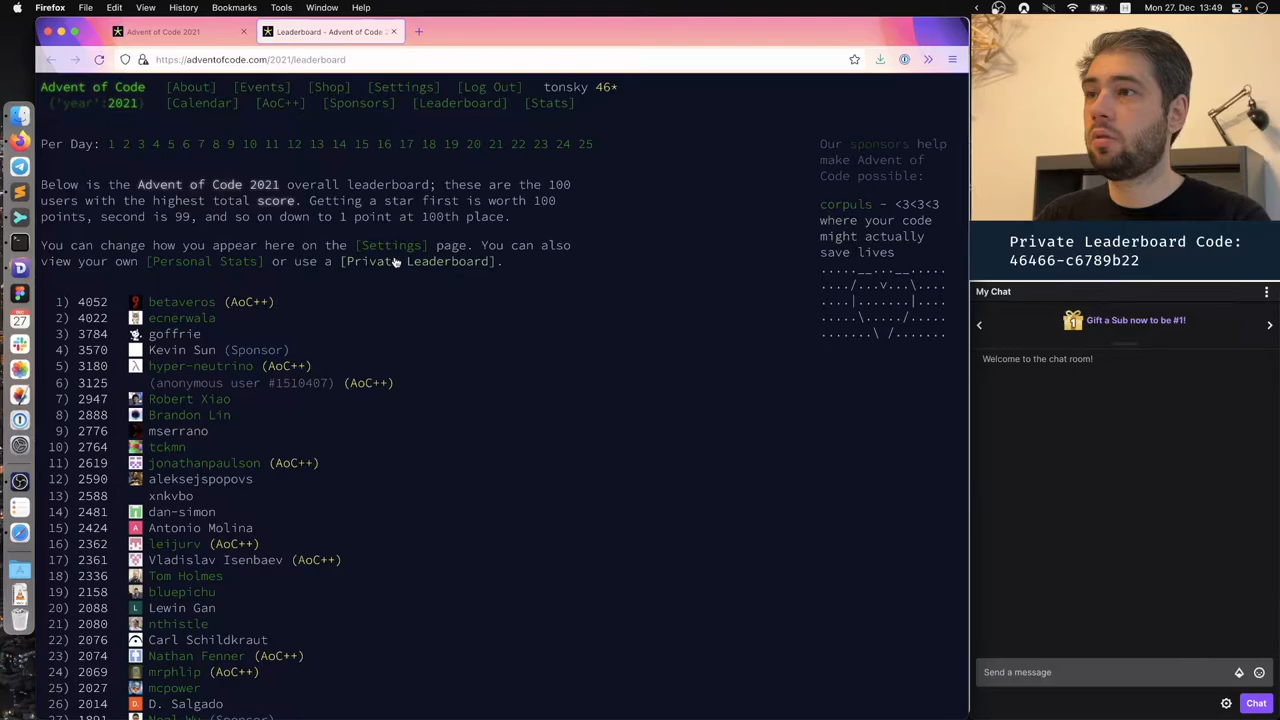 Firefox File Edit View History Bookmarks Tools Window Help
Mon 27. Dec 13:49
Advent of Code 2021
Leaderboard - Advent of Code 2
https://adventofcode.com/2021/leaderboard
Advent of Code [About] [Events] [Shop] [Settings] [Log Out] tonsky 46*
{'year':2021} [Calendar] [AoC++] [Sponsors] [Leaderboard] [Stats]
Per Day: 1 2 3 4 5 6 7 8 9 10 11 12 13 14 15 16 17 18 19 20 21 22 23 24 25
Below is the Advent of Code 2021 overall leaderboard; these are the 100
users with the highest total score. Getting a star first is worth 100
points, second is 99, and so on down to 1 point at 100th place.
You can change how you appear here on the [Settings] page. You can also
view your own [Personal Stats] or use a [Private Leaderboard].
1) 4052 betaveros (AoC++)
2) 4022 ecnerwala
3) 3784 goffrie
4) 3570 Kevin Sun (Sponsor)
5) 3180 hyper-neutrino (AoC++)
6) 3125 (anonymous user #1510407) (AoC++)
7) 2947 Robert Xiao
8) 2888 Brandon Lin
9) 2776 mserrano
10) 2764 tckmn
11) 2619 jonathanpaulson (AoC++)
12) 2590 aleksejspopovs
13) 2588 xnkvbo
14) 2481 dan-simon
15) 2424 Antonio Molina
16) 2362 leijurv (AoC++)
17) 2361 Vladislav Isenbaev (AoC++)
18) 2336 Tom Holmes
19) 2158 bluepichu
20) 2088 Lewin Gan
21) 2080 nthistle
22) 2076 Carl Schildkraut
23) 2074 Nathan Fenner (AoC++)
24) 2069 mrphlip (AoC++)
25) 2027 mcpower
26) 2014 D. Salgado
27) 1891 Neal Wu (Sponsor)
Our sponsors help
make Advent of
Code possible:
corpuls - <3<3<3
where your code
might actually
save lives
Private Leaderboard Code:
46466-c6789b22
My Chat
Gift a Sub now to be #1!
Welcome to the chat room!
Send a message
Chat